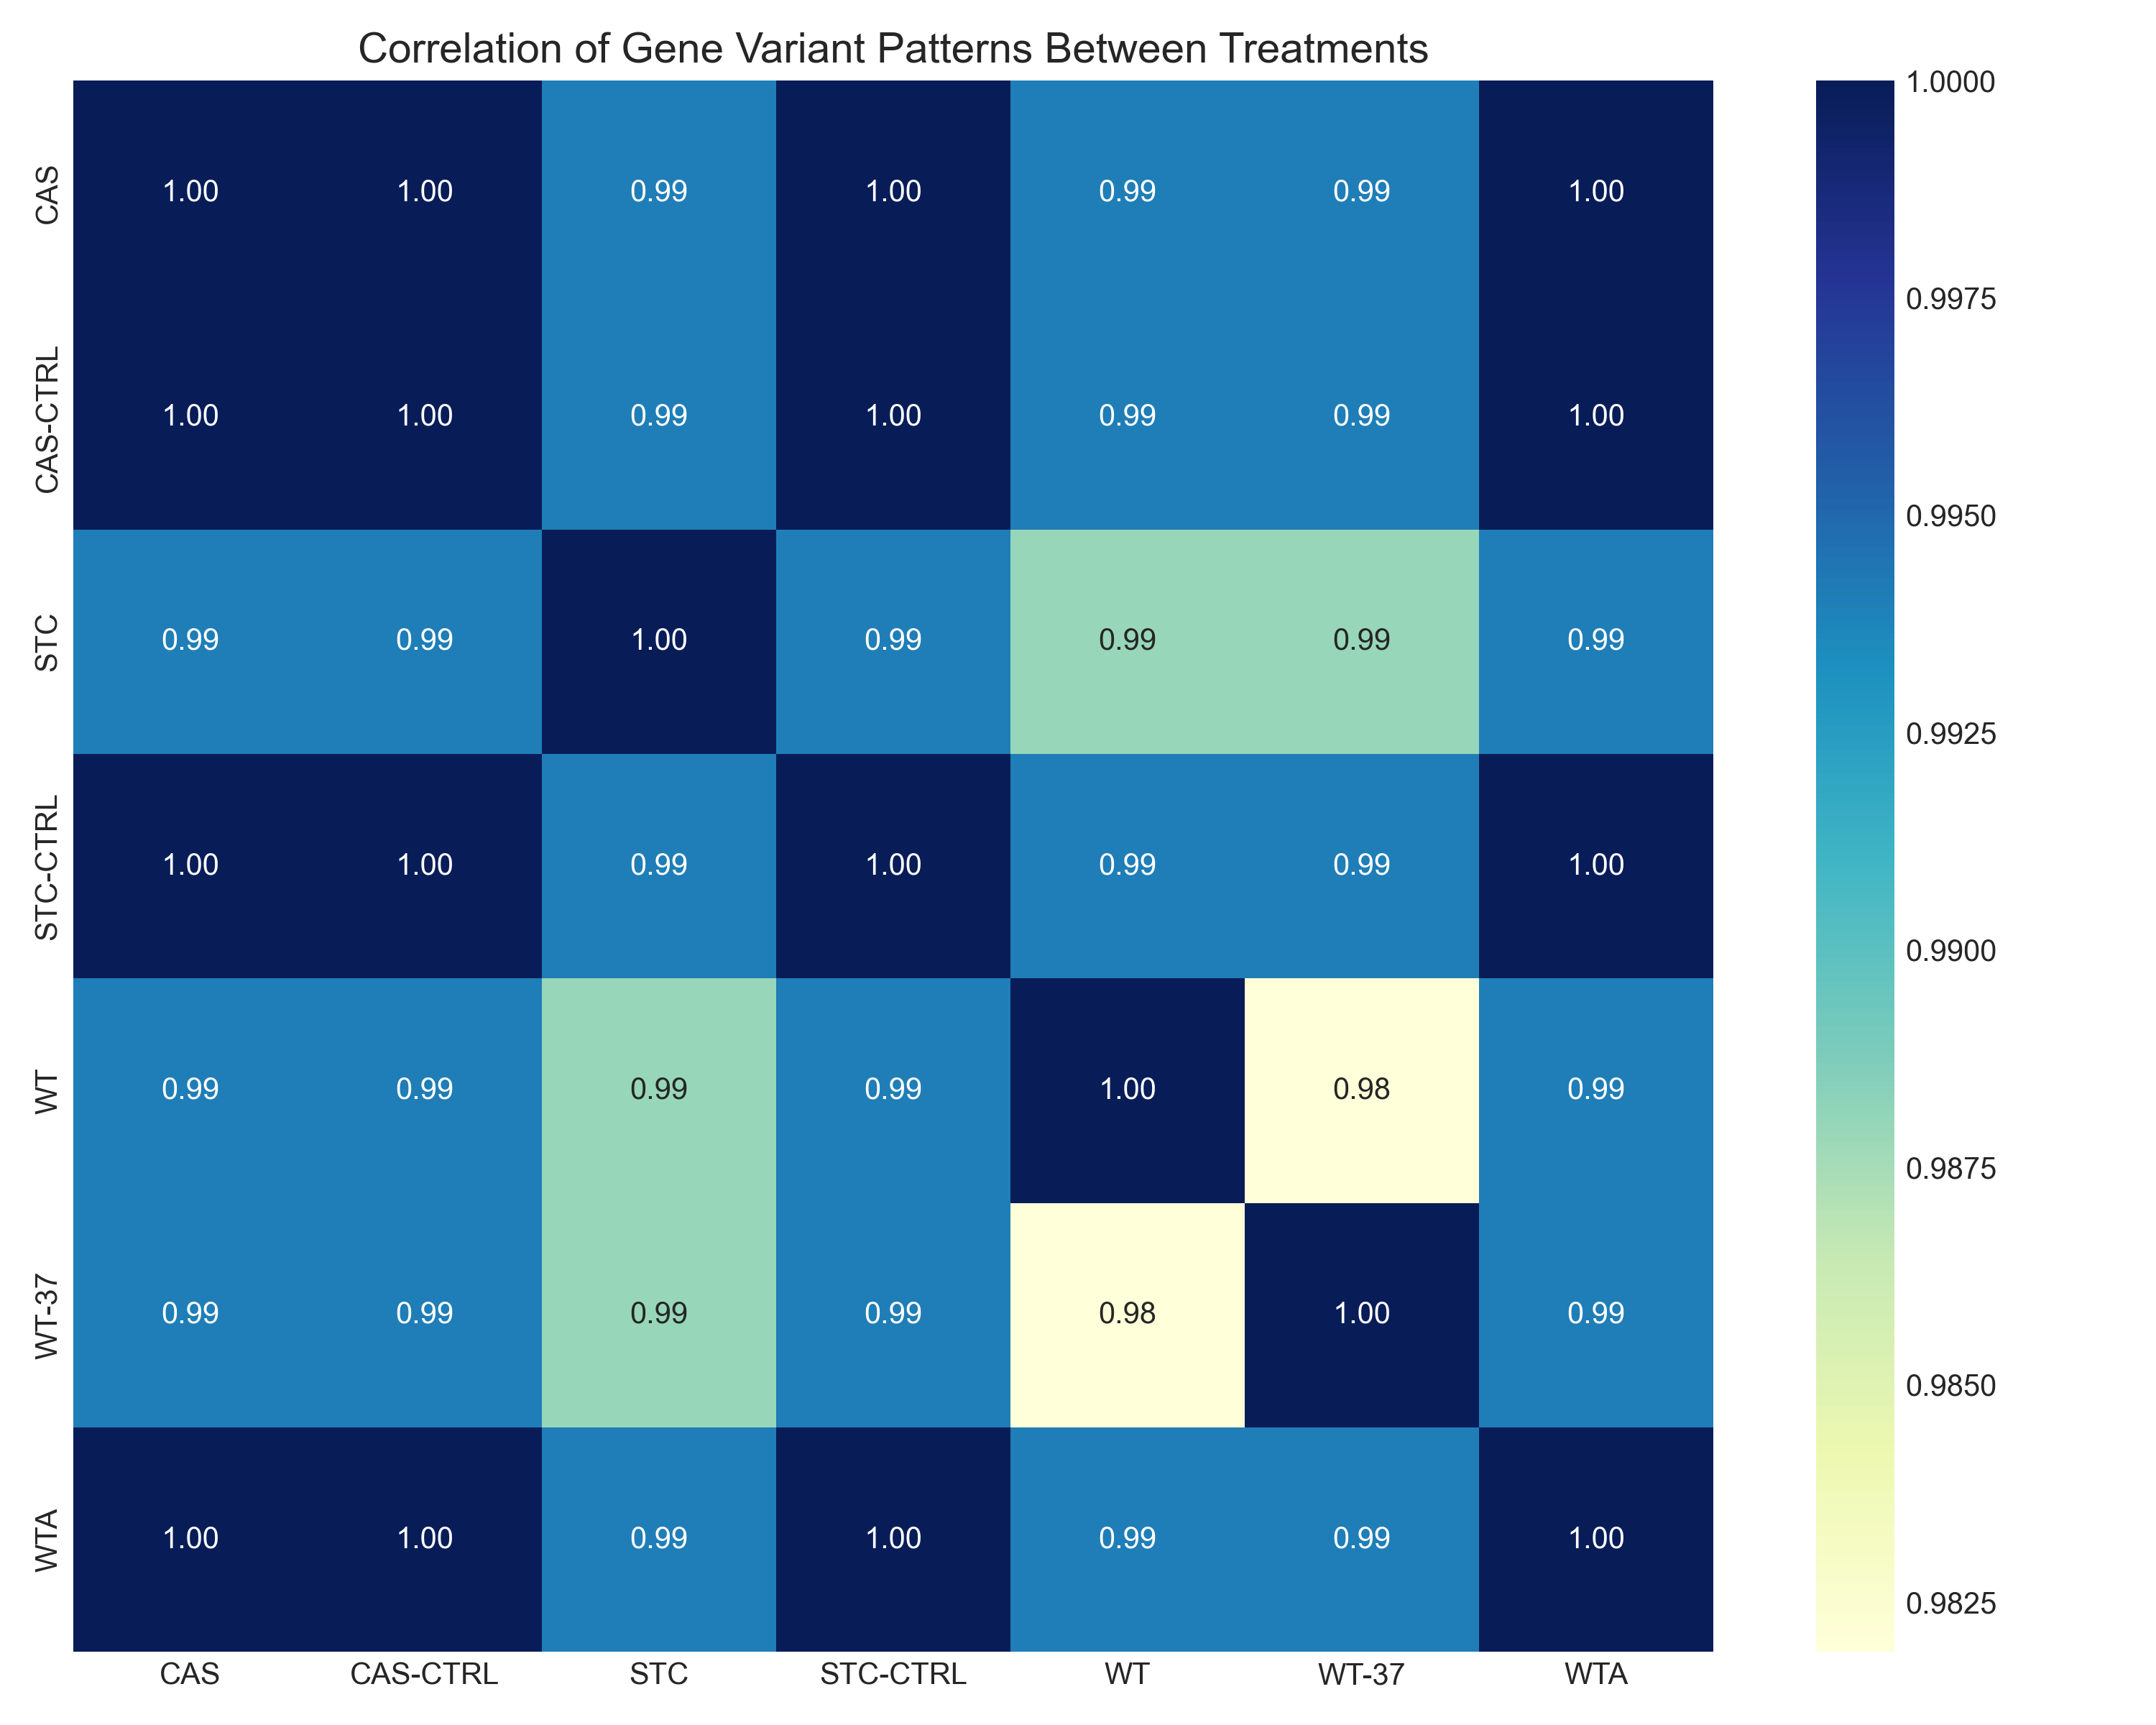 Correlation of Gene Variant Patterns Between Treatments
CAS 1.00 1.00 0.99 1.00 0.99 0.99 1.00
CAS-CTRL 1.00 1.00 0.99 1.00 0.99 0.99 1.00
STC 0.99 0.99 1.00 0.99 0.99 0.99 0.99
STC-CTRL 1.00 1.00 0.99 1.00 0.99 0.99 1.00
WT 0.99 0.99 0.99 0.99 1.00 0.98 0.99
WT-37 0.99 0.99 0.99 0.99 0.98 1.00 0.99
WTA 1.00 1.00 0.99 1.00 0.99 0.99 1.00
CAS CAS-CTRL STC STC-CTRL WT WT-37 WTA
1.0000
0.9975
0.9950
0.9925
0.9900
0.9875
0.9850
0.9825